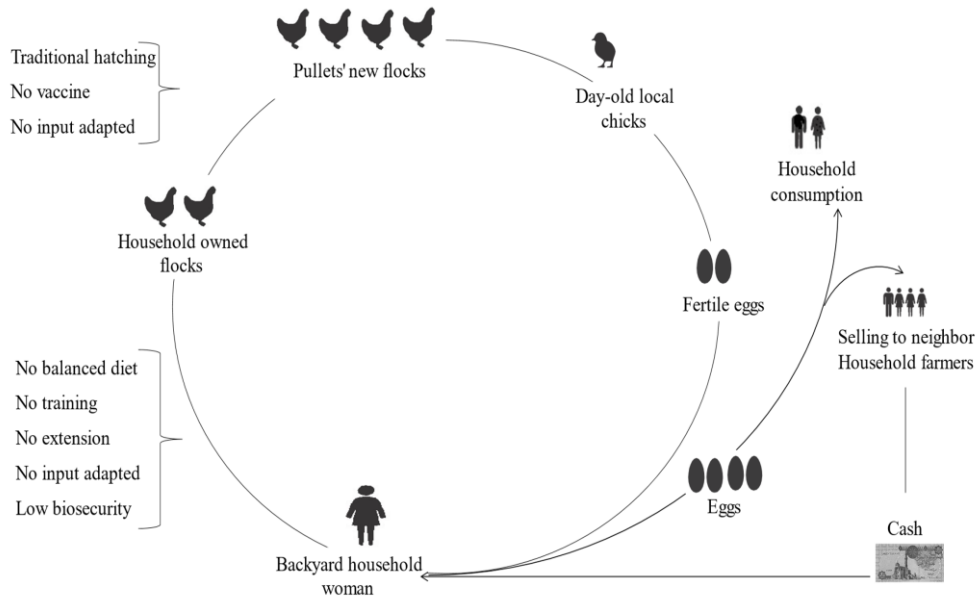 Traditional hatching
No vaccine
No input adapted
Pullets' new flocks
Day-old local
chicks
Household
consumption
Household owned
flocks
Fertile eggs
Selling to neighbor
Household farmers
No balanced diet
No training
No extension
No input adapted
Low biosecurity
Eggs
Cash
Backyard household
woman